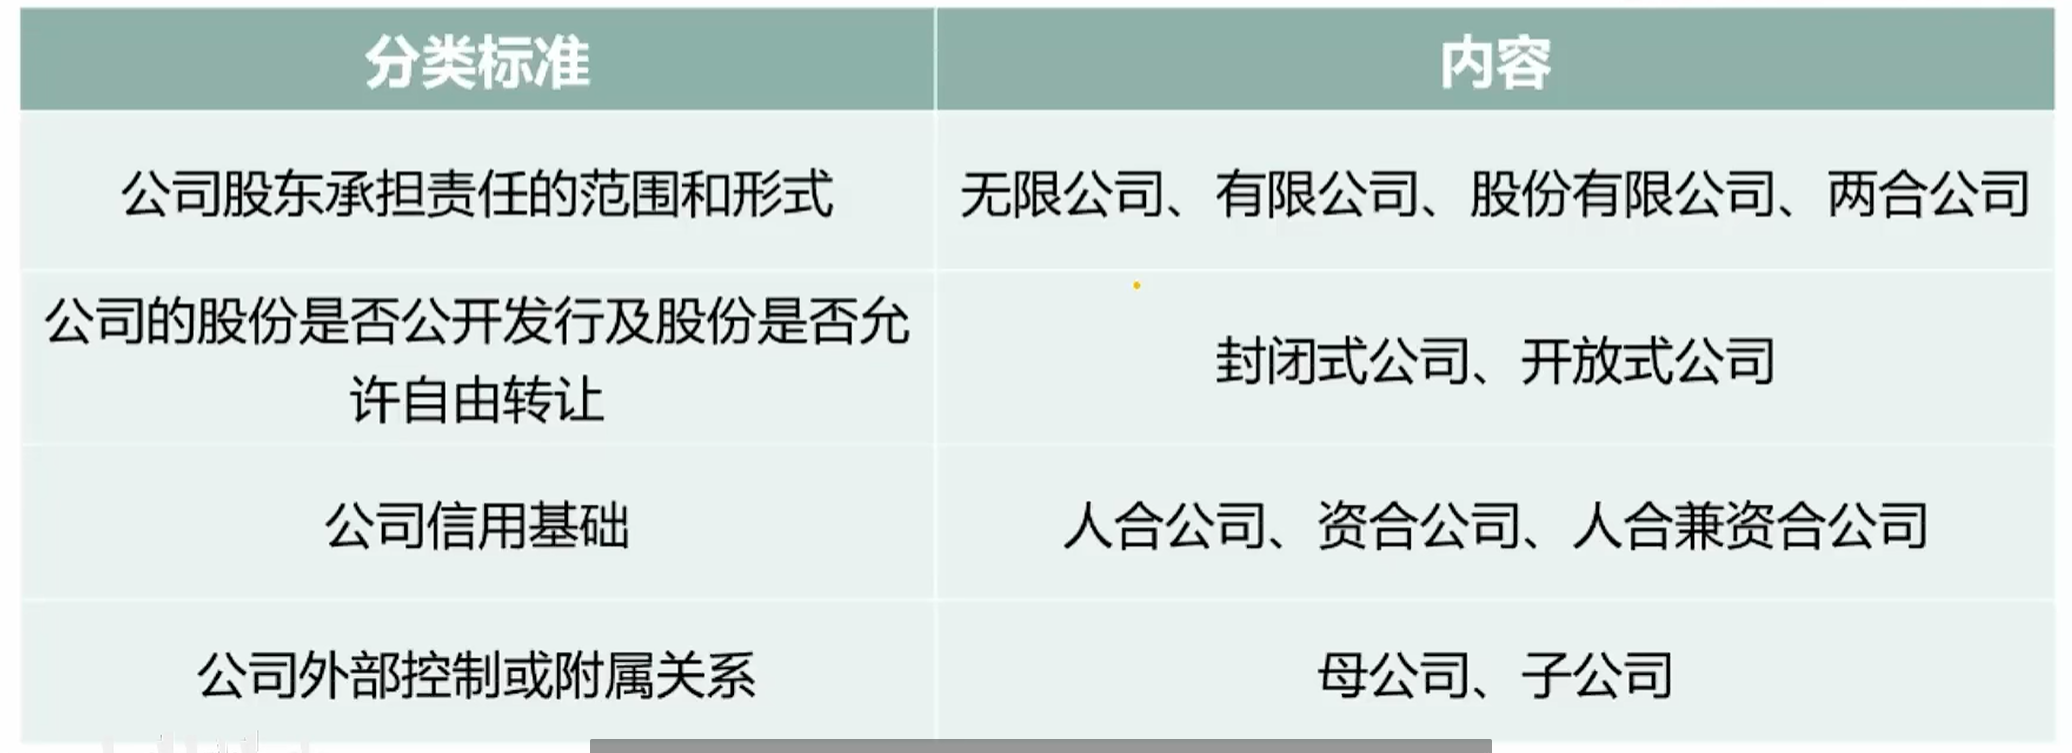 分类标准
内容
公司股东承担责任的范围和形式
无限公司、有限公司、股份有限公司、两合公司
公司的股份是否公开发行及股份是否允
许自由转让
封闭式公司、开放式公司
公司信用基础
人合公司、资合公司、人合兼资合公司
公司外部控制或附属关系
母公司、子公司